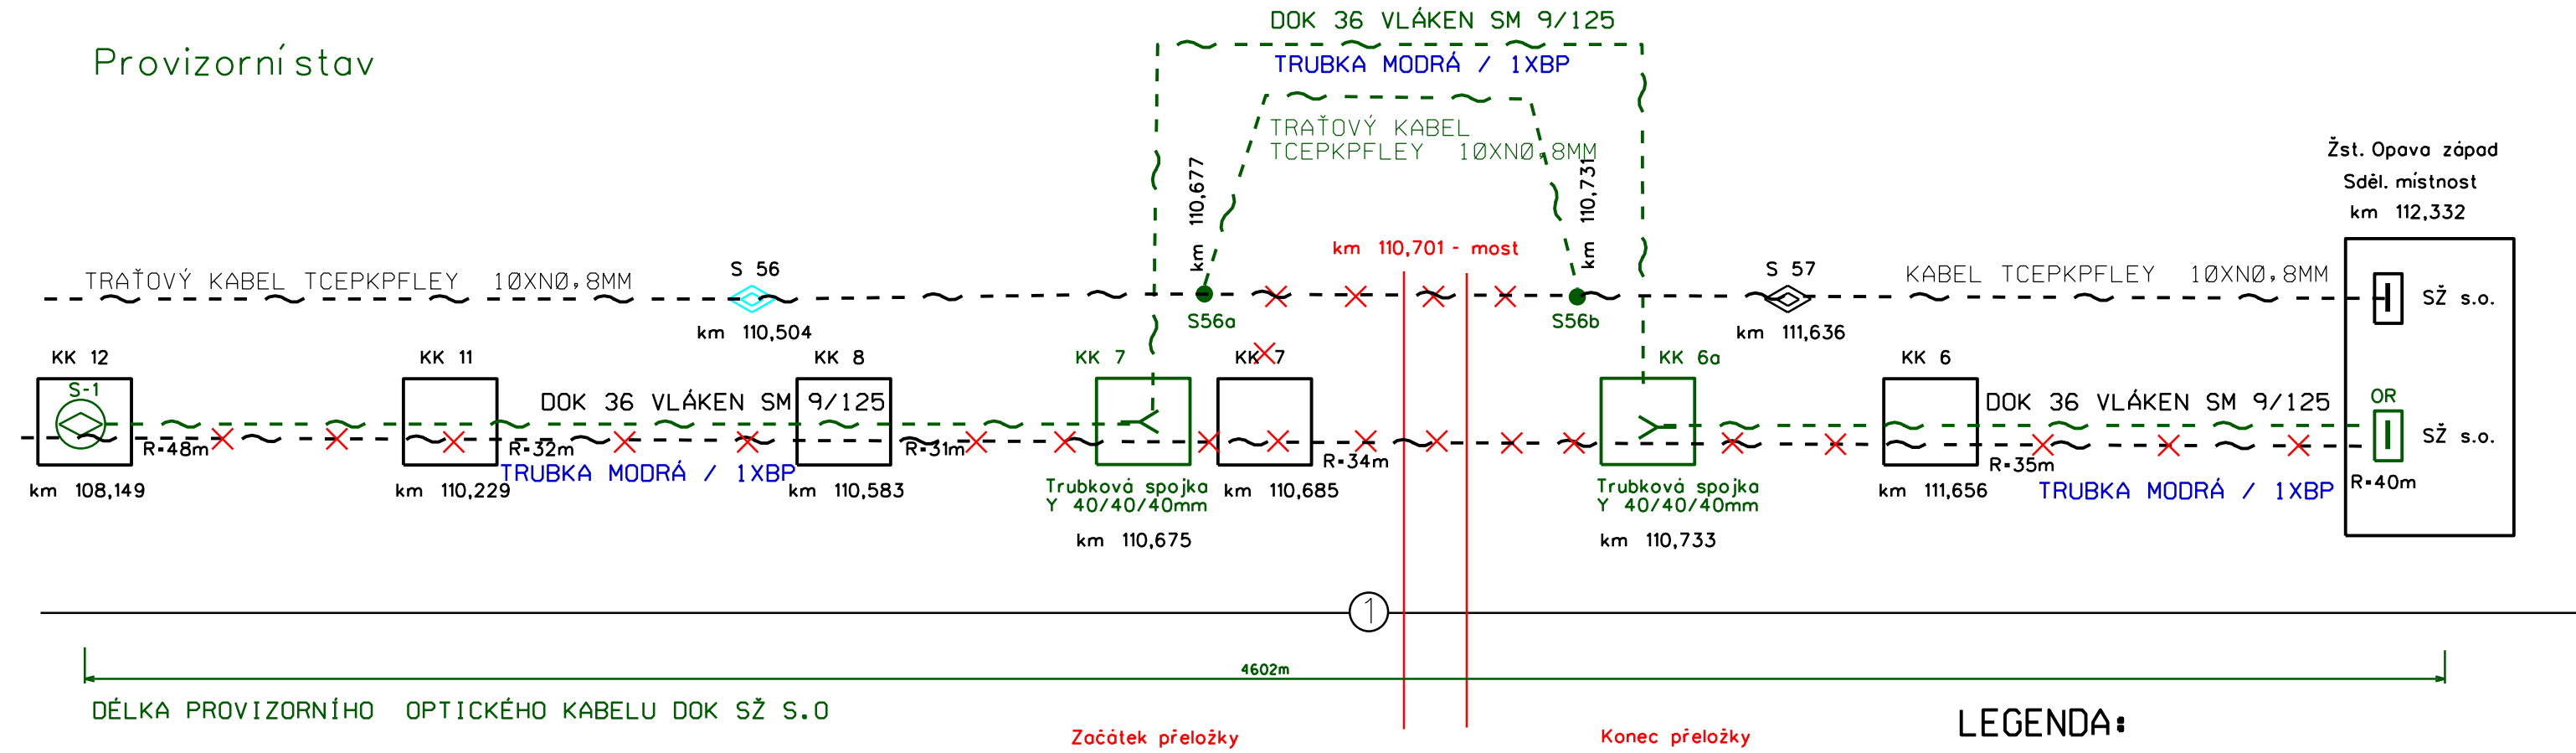 DOK 36 VLÁKEN SM 9/125
Provizorní stav
TRUBKA MODRÁ / 1XBP
TRAŤOVÝ KABEL
TCEPKPFLEY 10XN0,8MM
km 110,677
km 110,731
Žst. Opava západ
Sděl. místnost
km 112,332
km 110,701 - most
TRAŤOVÝ KABEL TCEPKPFLEY 10XN0,8MM
S 56
S 57
KABEL TCEPKPFLEY 10XN0,8MM
SŽ s.o.
km 110,504
S56a
S56b
km 111,636
KK 12
KK 11
KK 8
KK 7
KK 7
KK 6a
KK 6
S-1
DOK 36 VLÁKEN SM 9/125
DOK 36 VLÁKEN SM 9/125
OR
SŽ s.o.
R=48m
R=32m
R=31m
R=34m
R=35m
R=40m
TRUBKA MODRÁ / 1XBP
TRUBKA MODRÁ / 1XBP
km 108,149
km 110,229
km 110,583
Trubková spojka
Y 40/40/40mm
km 110,675
km 110,685
Trubková spojka
Y 40/40/40mm
km 110,733
km 111,656
1
4602m
DÉLKA PROVIZORNÍHO OPTICKÉHO KABELU DOK SŽ S.O
LEGENDA:
Začátek přeložky
Konec přeložky